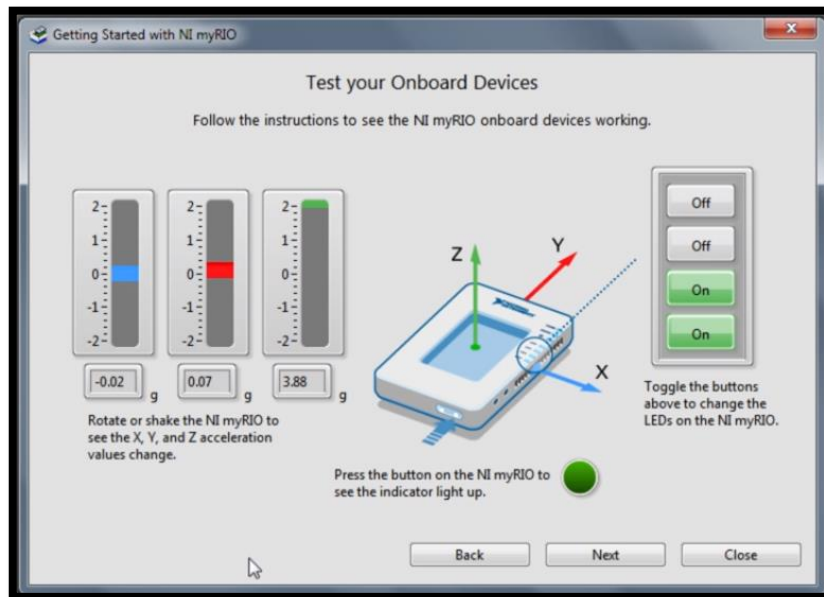 Getting Started with NI myRIO
Test your Onboard Devices
Follow the instructions to see the NI myRIO onboard devices working.
2
1
0
-1
-2
-0.02 g
2
1
0
-1
-2
0.07 g
2
1
0
-1
-2
3.88 g
Rotate or shake the NI myRIO to
see the X, Y, and Z acceleration
values change.
Z
Y
X
Press the button on the NI myRIO to
see the indicator light up.
Off
Off
On
On
Toggle the buttons
above to change the
LEDs on the NI myRIO.
Back
Next
Close